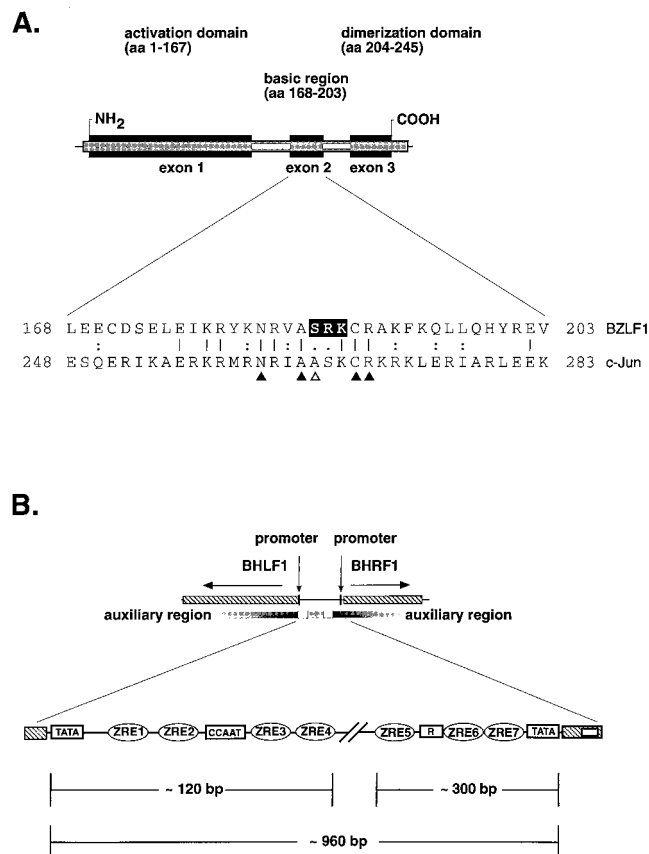 A.
activation domain
(aa 1-167)
dimerization domain
(aa 204-245)
basic region
(aa 168-203)
NH2
COOH
exon 1
exon 2
exon 3
168 LEECDSELEIKRYKNRVASRKCRAKFKQLLQHYREV 203 BZLF1
248 ESQERIKAERKRMRNRIAASKCRKRKLERIARLEEK 283 c-Jun
B.
promoter promoter
BHLF1 BHRF1
auxiliary region auxiliary region
TATA ZRE1 ZRE2 CCAAT ZRE3 ZRE4 ZRE5 R ZRE6 ZRE7 TATA
~ 120 bp ~ 300 bp
~ 960 bp